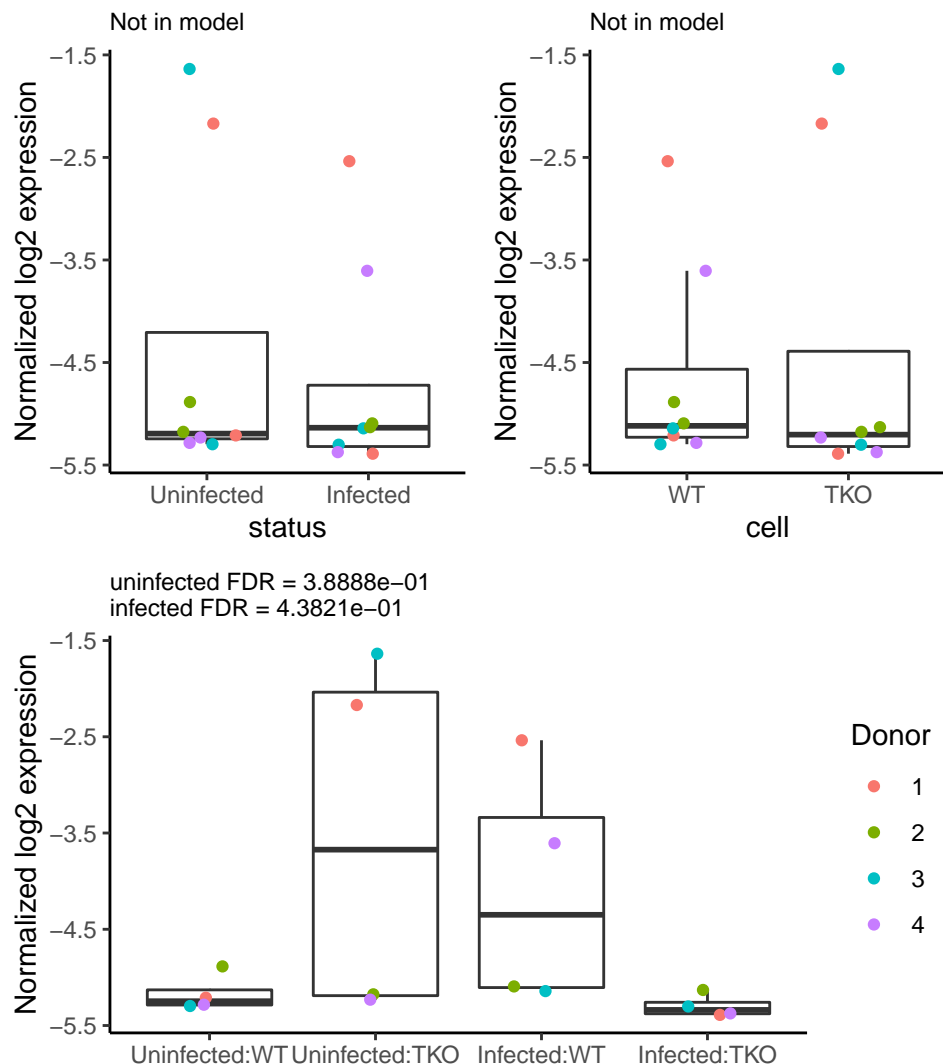 Not in model
Normalized log2 expression
−1.5
−2.5
−3.5
−4.5
−5.5
Uninfected
Infected
status
Not in model
Normalized log2 expression
−1.5
−2.5
−3.5
−4.5
−5.5
WT
TKO
cell
uninfected FDR = 3.8888e−01
infected FDR = 4.3821e−01
Normalized log2 expression
−1.5
−2.5
−3.5
−4.5
−5.5
Uninfected:WT
Uninfected:TKO
Infected:WT
Infected:TKO
Donor
1
2
3
4